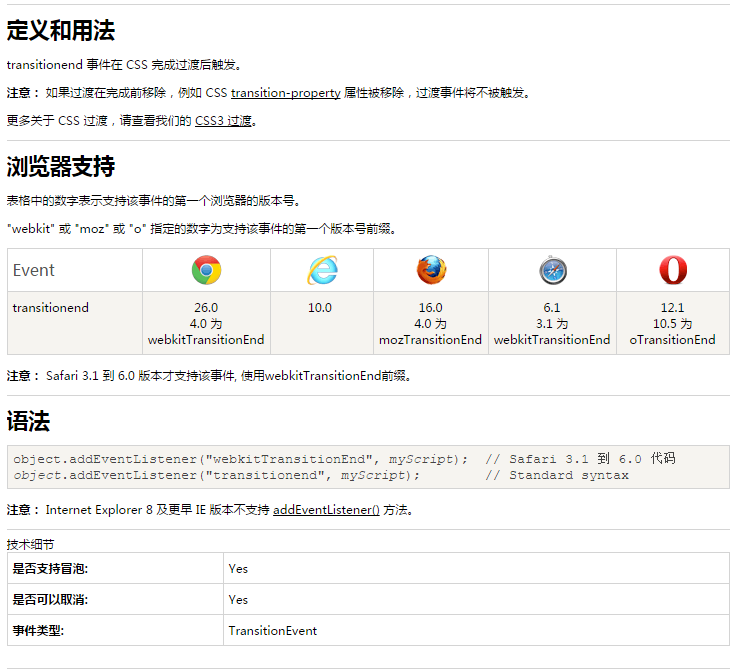 定义和用法
transitionend 事件在 CSS 完成过渡后触发。
注意： 如果过渡在完成前移除，例如 CSS transition-property 属性被移除，过渡事件将不被触发。
更多关于 CSS 过渡，请查看我们的 CSS3 过渡。
浏览器支持
表格中的数字表示支持该事件的第一个浏览器的版本号。
"webkit" 或 "moz" 或 "o" 指定的数字为支持该事件的第一个版本号前缀。
Event
transitionend 26.0 10.0 16.0 6.1 12.1
4.0 为 4.0 为 3.1 为 10.5 为
webkitTransitionEnd mozTransitionEnd webkitTransitionEnd oTransitionEnd
注意： Safari 3.1 到 6.0 版本才支持该事件, 使用webkitTransitionEnd前缀。
语法
object.addEventListener("webkitTransitionEnd", myScript);  // Safari 3.1 到 6.0 代码
object.addEventListener("transitionend", myScript);        // Standard syntax
注意： Internet Explorer 8 及更早 IE 版本不支持 addEventListener() 方法。
技术细节
是否支持冒泡: Yes
是否可以取消: Yes
事件类型: TransitionEvent